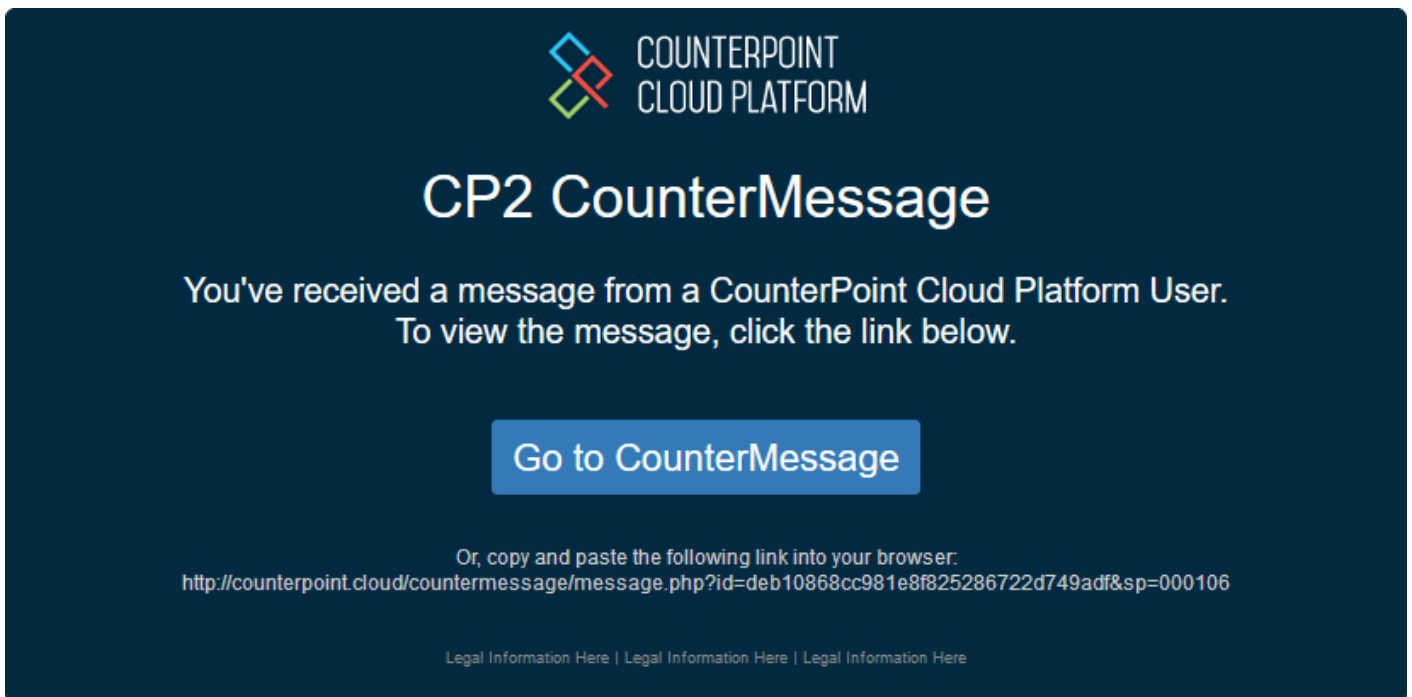 COUNTERPOINT
CLOUD PLATFORM
CP2 CounterMessage
You've received a message from a CounterPoint Cloud Platform User.
To view the message, click the link below.
Go to CounterMessage
Or, copy and paste the following link into your browser:
http://counterpoint.cloud/countermessage/message.php?id=deb10868cc981e8f825286722d749adf&sp=000106
Legal Information Here | Legal Information Here | Legal Information Here